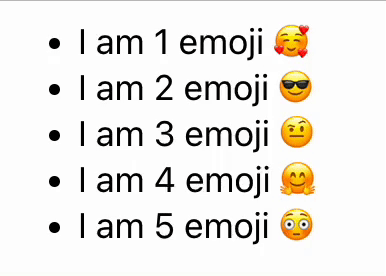 • I am 1 emoji 🥰
• I am 2 emoji 😎
• I am 3 emoji 🤨
• I am 4 emoji 🤗
• I am 5 emoji 😳